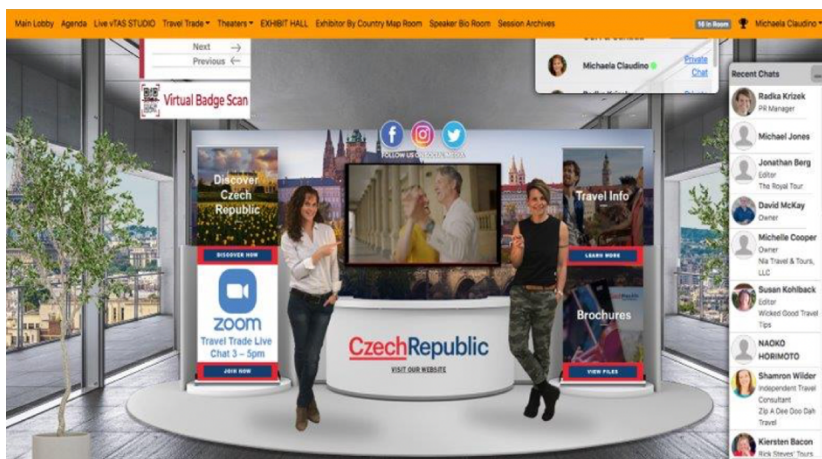 Main Lobby Agenda Live vTAS STUDIO Travel Trade Theaters EXHIBIT HALL Exhibitor By Country Map Room Speaker Bio Room Session Archives 16 In Room Michaela Claudino
Next →
Previous ←
Virtual Badge Scan
Michaela Claudino
Private
Chat
Recent Chats
Radka Krizek
PR Manager
Michael Jones
Jonathan Berg
Editor
The Royal Tour
David McKay
Owner
Michelle Cooper
Owner
Nia Travel & Tours,
LLC
Susan Kohlback
Editor
Wicked Good Travel
Tips
NAOKO
HORIMOTO
Shamron Wilder
Independent Travel
Consultant
Zip A Dee Doo Dah
Travel
Kiersten Bacon
Rick Steves' Tours
FOLLOW US ON SOCIAL MEDIA
Discover
Czech
Republic
DISCOVER NOW
zoom
Travel Trade Live
Chat 3 – 5pm
JOIN NOW
CzechRepublic
VISIT OUR WEBSITE
Travel Info
LEARN MORE
Brochures
VIEW FILES